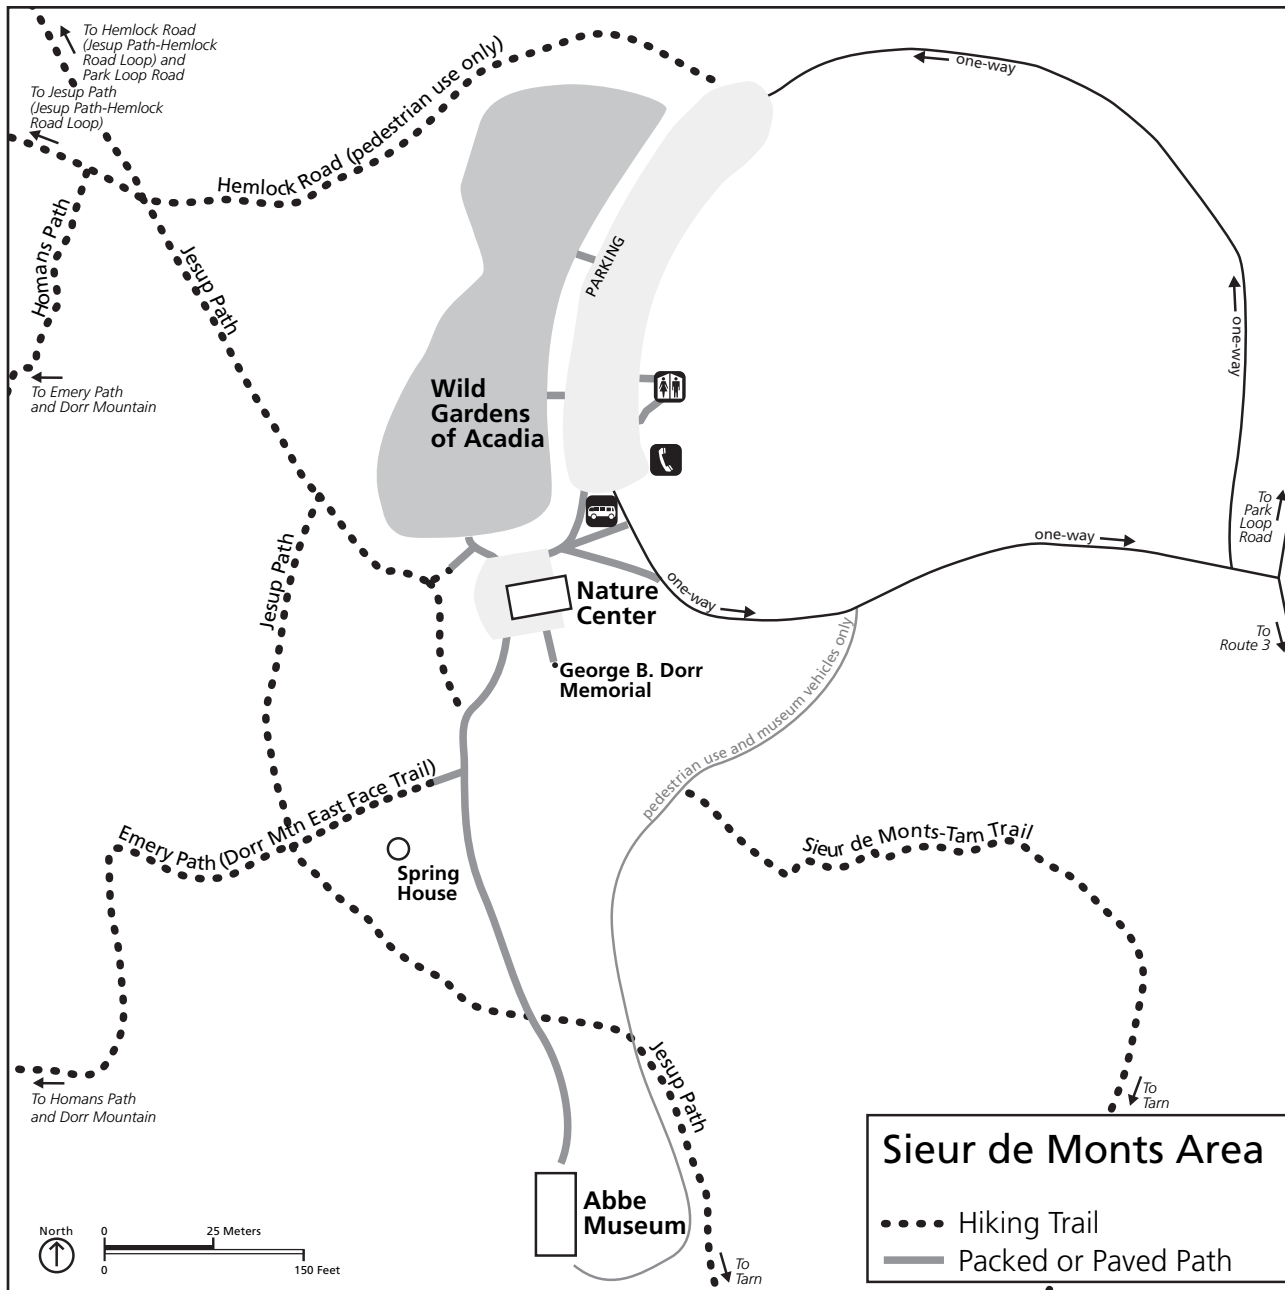 To Hemlock Road
(Jesup Path-Hemlock
Road Loop) and
Park Loop Road
To Jesup Path
(Jesup Path-Hemlock
Road Loop)
Hemlock Road (pedestrian use only)
one-way
Homans Path
Jesup Path
PARKING
one-way
To Emery Path
and Dorr Mountain
Wild
Gardens
of Acadia
To
Park
Loop
Road
one-way
Jesup Path
Nature
Center
one-way
To
Route 3
George B. Dorr
Memorial
pedestrian use and museum vehicles only
Emery Path (Dorr Mtn East Face Trail)
Sieur de Monts-Tarn Trail
Spring
House
Jesup Path
To Homans Path
and Dorr Mountain
To
Tarn
Sieur de Monts Area
Hiking Trail
Packed or Paved Path
Abbe
Museum
North
0
25 Meters
0
150 Feet
To
Tarn